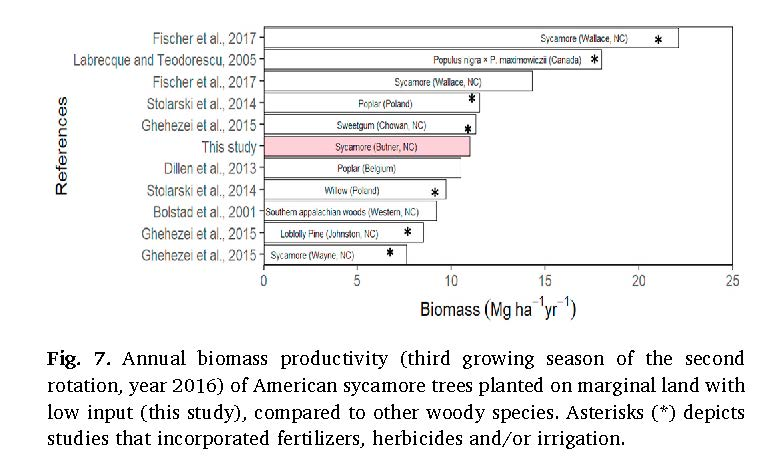 Fischer et al., 2017 Sycamore (Wallace, NC) *
Labrecque and Teodorescu, 2005 Populus nigra × P. maximowiczii (Canada) *
Fischer et al., 2017 Sycamore (Wallace, NC)
Stolarski et al., 2014 Poplar (Poland) *
Ghehezei et al., 2015 Sweetgum (Chowan, NC) *
This study Sycamore (Butner, NC)
Dillen et al., 2013 Poplar (Belgium)
Stolarski et al., 2014 Willow (Poland) *
Bolstad et al., 2001 Southern appalachian woods (Western, NC)
Ghehezei et al., 2015 Loblolly Pine (Johnston, NC) *
Ghehezei et al., 2015 Sycamore (Wayne, NC) *
References
0 5 10 15 20 25
Biomass (Mg ha⁻¹yr⁻¹)
Fig. 7. Annual biomass productivity (third growing season of the second
rotation, year 2016) of American sycamore trees planted on marginal land with
low input (this study), compared to other woody species. Asterisks (*) depicts
studies that incorporated fertilizers, herbicides and/or irrigation.